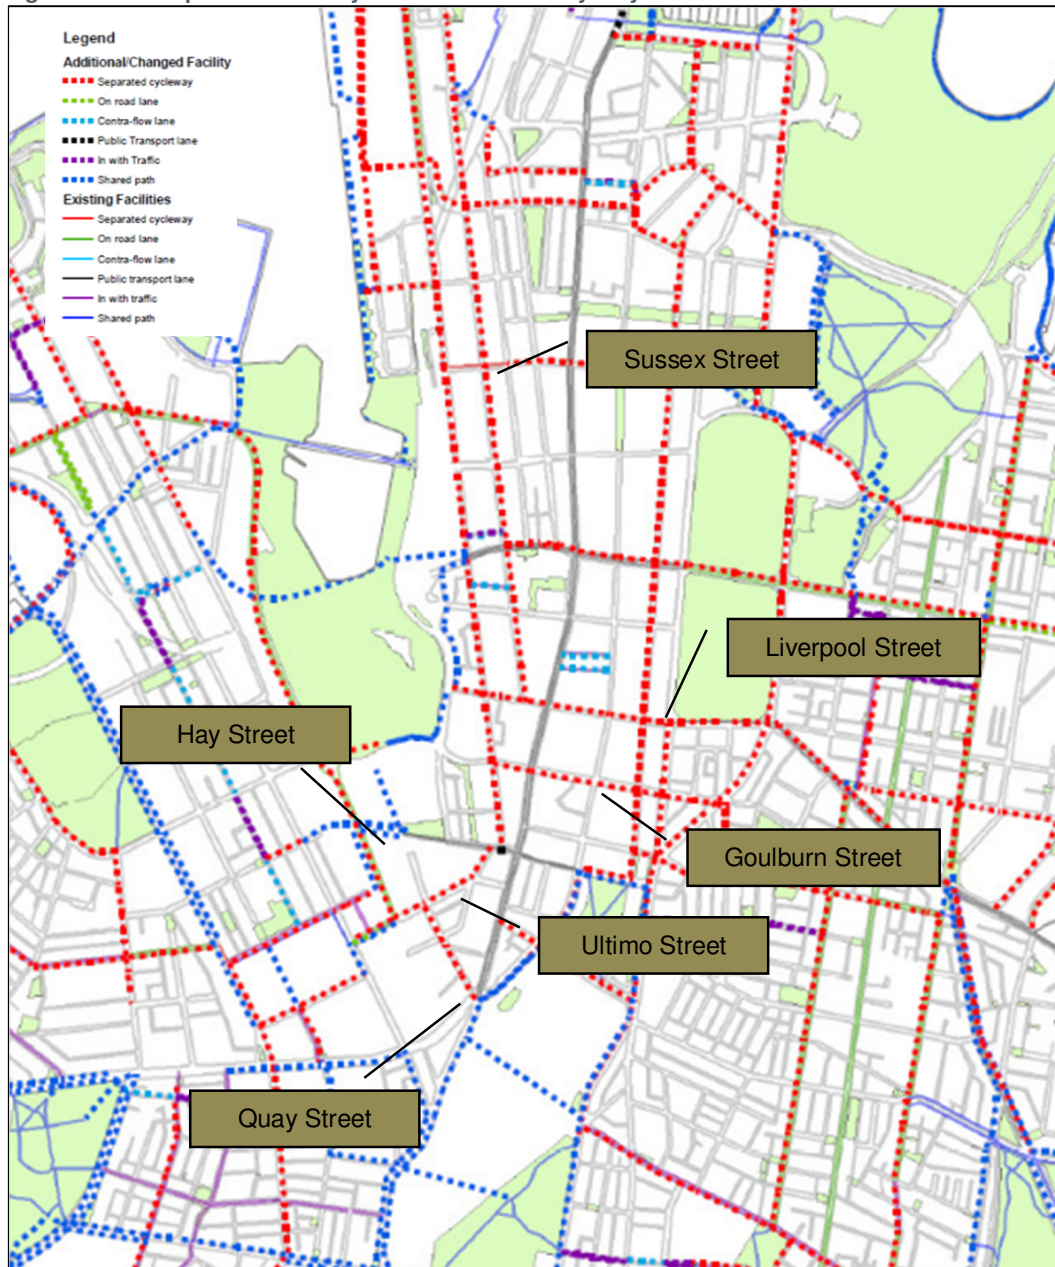 Legend
Additional/Changed Facility
Separated cycleway
On road lane
Contra-flow lane
Public Transport lane
In with Traffic
Shared path
Existing Facilities
Separated cycleway
On road lane
Contra-flow lane
Public transport lane
In with traffic
Shared path
Sussex Street
Liverpool Street
Hay Street
Goulburn Street
Ultimo Street
Quay Street